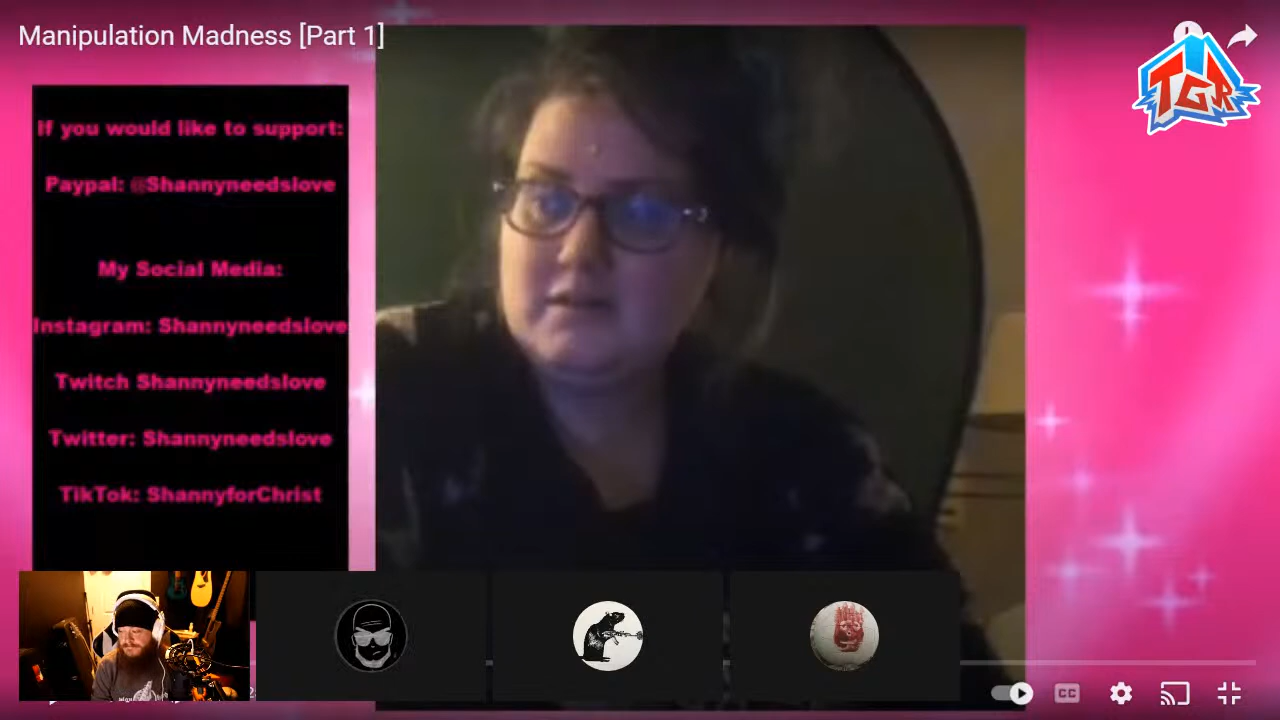 Manipulation Madness [Part 1]
TGR
If you would like to support:
Paypal: @Shannyneedslove
My Social Media:
Instagram: Shannyneedslove
Twitch Shannyneedslove
Twitter: Shannyneedslove
TikTok: ShannyforChrist
CC